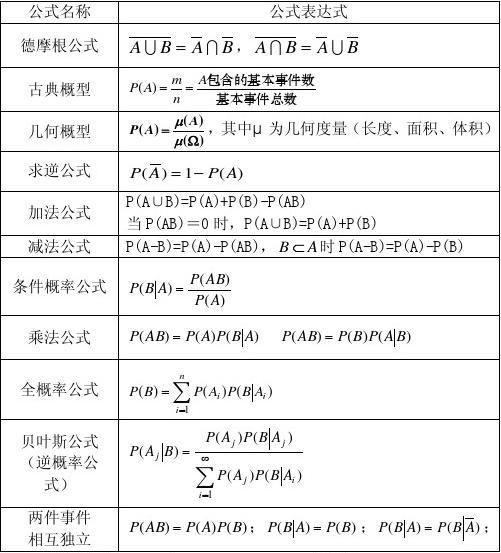 公式名称 公式表达式
德摩根公式 $\overline{A \bigcup B} = \overline{A} \bigcap \overline{B}$, $\overline{A \bigcap B} = \overline{A} \bigcup \overline{B}$
古典概型 $P(A) = \frac{m}{n} = \frac{A包含的基本事件数}{基本事件总数}$
几何概型 $P(A) = \frac{\mu(A)}{\mu(\Omega)}$, 其中μ 为几何度量（长度、面积、体积）
求逆公式 $P(\overline{A}) = 1 - P(A)$
加法公式 P(A∪B)=P(A)+P(B)-P(AB)
当 P(AB)＝0 时, P(A∪B)=P(A)+P(B)
减法公式 P(A-B)=P(A)-P(AB), $B \subset A$ 时 P(A-B)=P(A)-P(B)
条件概率公式 $P(B|A) = \frac{P(AB)}{P(A)}$
乘法公式 $P(AB) = P(A)P(B|A)$ $P(AB) = P(B)P(A|B)$
全概率公式 $P(B) = \sum_{i=1}^{n} P(A_i)P(B|A_i)$
贝叶斯公式
（逆概率公
式） $P(A_j|B) = \frac{P(A_j)P(B|A_j)}{\sum_{i=1}^{\infty} P(A_j)P(B|A_i)}$
两件事件
相互独立 $P(AB) = P(A)P(B)$; $P(B|A) = P(B)$; $P(B|A) = P(B|\overline{A})$;